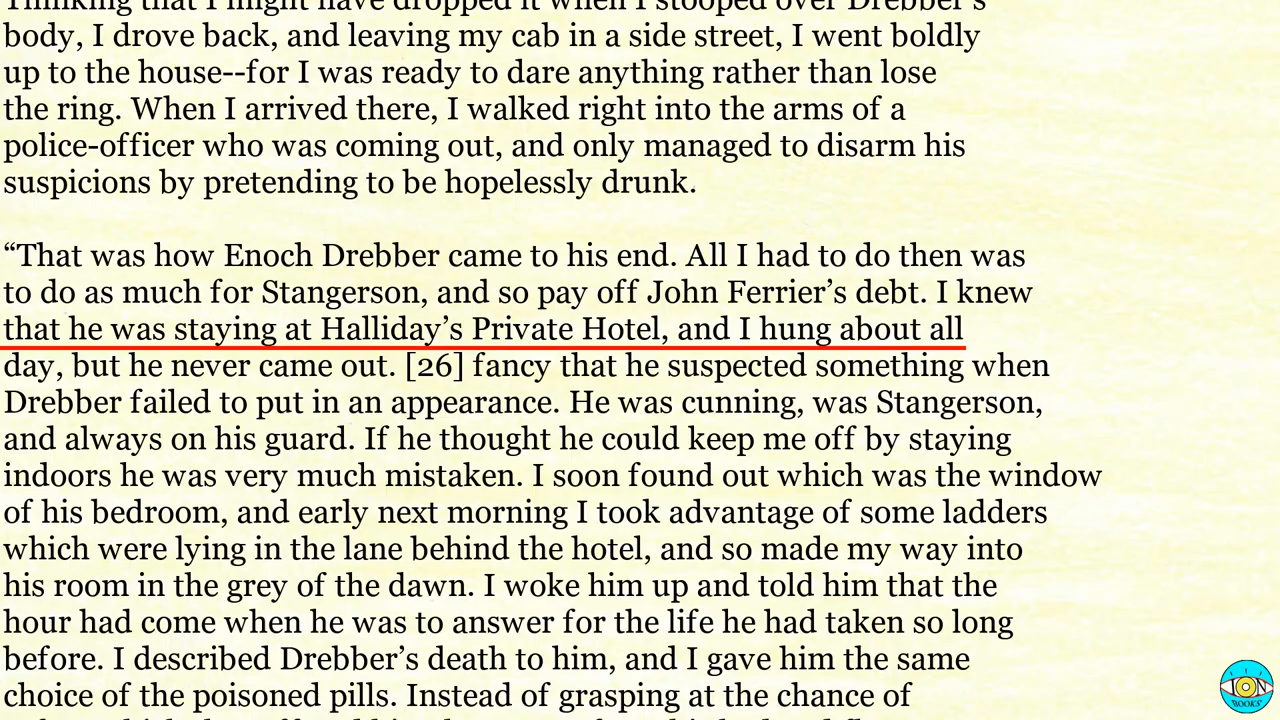 Thinking that I might have dropped it when I stooped over Drebber's
body, I drove back, and leaving my cab in a side street, I went boldly
up to the house--for I was ready to dare anything rather than lose
the ring. When I arrived there, I walked right into the arms of a
police-officer who was coming out, and only managed to disarm his
suspicions by pretending to be hopelessly drunk.
“That was how Enoch Drebber came to his end. All I had to do then was
to do as much for Stangerson, and so pay off John Ferrier’s debt. I knew
that he was staying at Halliday’s Private Hotel, and I hung about all
day, but he never came out. [26] fancy that he suspected something when
Drebber failed to put in an appearance. He was cunning, was Stangerson,
and always on his guard. If he thought he could keep me off by staying
indoors he was very much mistaken. I soon found out which was the window
of his bedroom, and early next morning I took advantage of some ladders
which were lying in the lane behind the hotel, and so made my way into
his room in the grey of the dawn. I woke him up and told him that the
hour had come when he was to answer for the life he had taken so long
before. I described Drebber’s death to him, and I gave him the same
choice of the poisoned pills. Instead of grasping at the chance of
ION
BOOKS